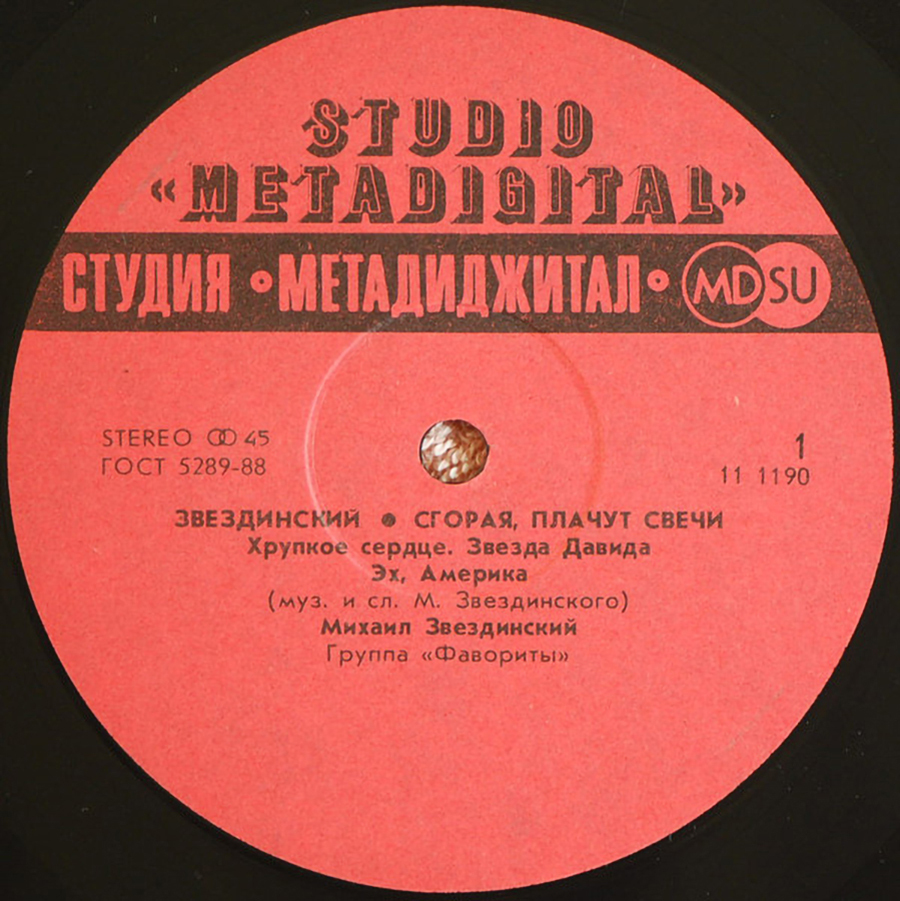 STUDIO
«METADIGITAL»
СТУДИЯ • МЕТАДИДЖИТАЛ • MDSU
STEREO Ꝏ 45
ГОСТ 5289-88
1
11 1190
ЗВЕЗДИНСКИЙ ● СГОРАЯ, ПЛАЧУТ СВЕЧИ
Хрупкое сердце. Звезда Давида
Эх, Америка
(муз. и сл. М. Звездинского)
Михаил Звездинский
Группа «Фавориты»